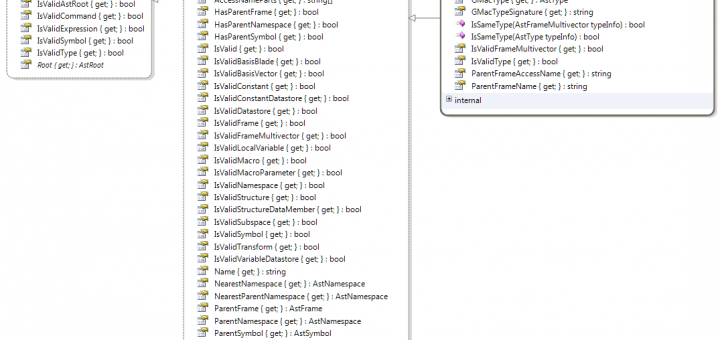 IsValidAstRoot { get; } : bool
IsValidCommand { get; } : bool
IsValidExpression { get; } : bool
IsValidSymbol { get; } : bool
IsValidType { get; } : bool
Root { get; } : AstRoot
AccessNameParts { get; } : string[]
HasParentFrame { get; } : bool
HasParentNamespace { get; } : bool
HasParentSymbol { get; } : bool
IsValid { get; } : bool
IsValidBasisBlade { get; } : bool
IsValidBasisVector { get; } : bool
IsValidConstant { get; } : bool
IsValidConstantDatastore { get; } : bool
IsValidDatastore { get; } : bool
IsValidFrame { get; } : bool
IsValidFrameMultivector { get; } : bool
IsValidLocalVariable { get; } : bool
IsValidMacro { get; } : bool
IsValidMacroParameter { get; } : bool
IsValidNamespace { get; } : bool
IsValidStructure { get; } : bool
IsValidStructureDataMember { get; } : bool
IsValidSubspace { get; } : bool
IsValidSymbol { get; } : bool
IsValidTransform { get; } : bool
IsValidVariableDatastore { get; } : bool
Name { get; } : string
NearestNamespace { get; } : AstNamespace
NearestParentNamespace { get; } : AstNamespace
ParentFrame { get; } : AstFrame
ParentNamespace { get; } : AstNamespace
ParentSymbol { get; } : AstSymbol
GMacType { get; } : AstType
GMacTypeSignature { get; } : string
IsSameType(AstFrameMultivector typeInfo) : bool
IsSameType(AstType typeInfo) : bool
IsValidFrameMultivector { get; } : bool
IsValidType { get; } : bool
ParentFrameAccessName { get; } : string
ParentFrameName { get; } : string
internal